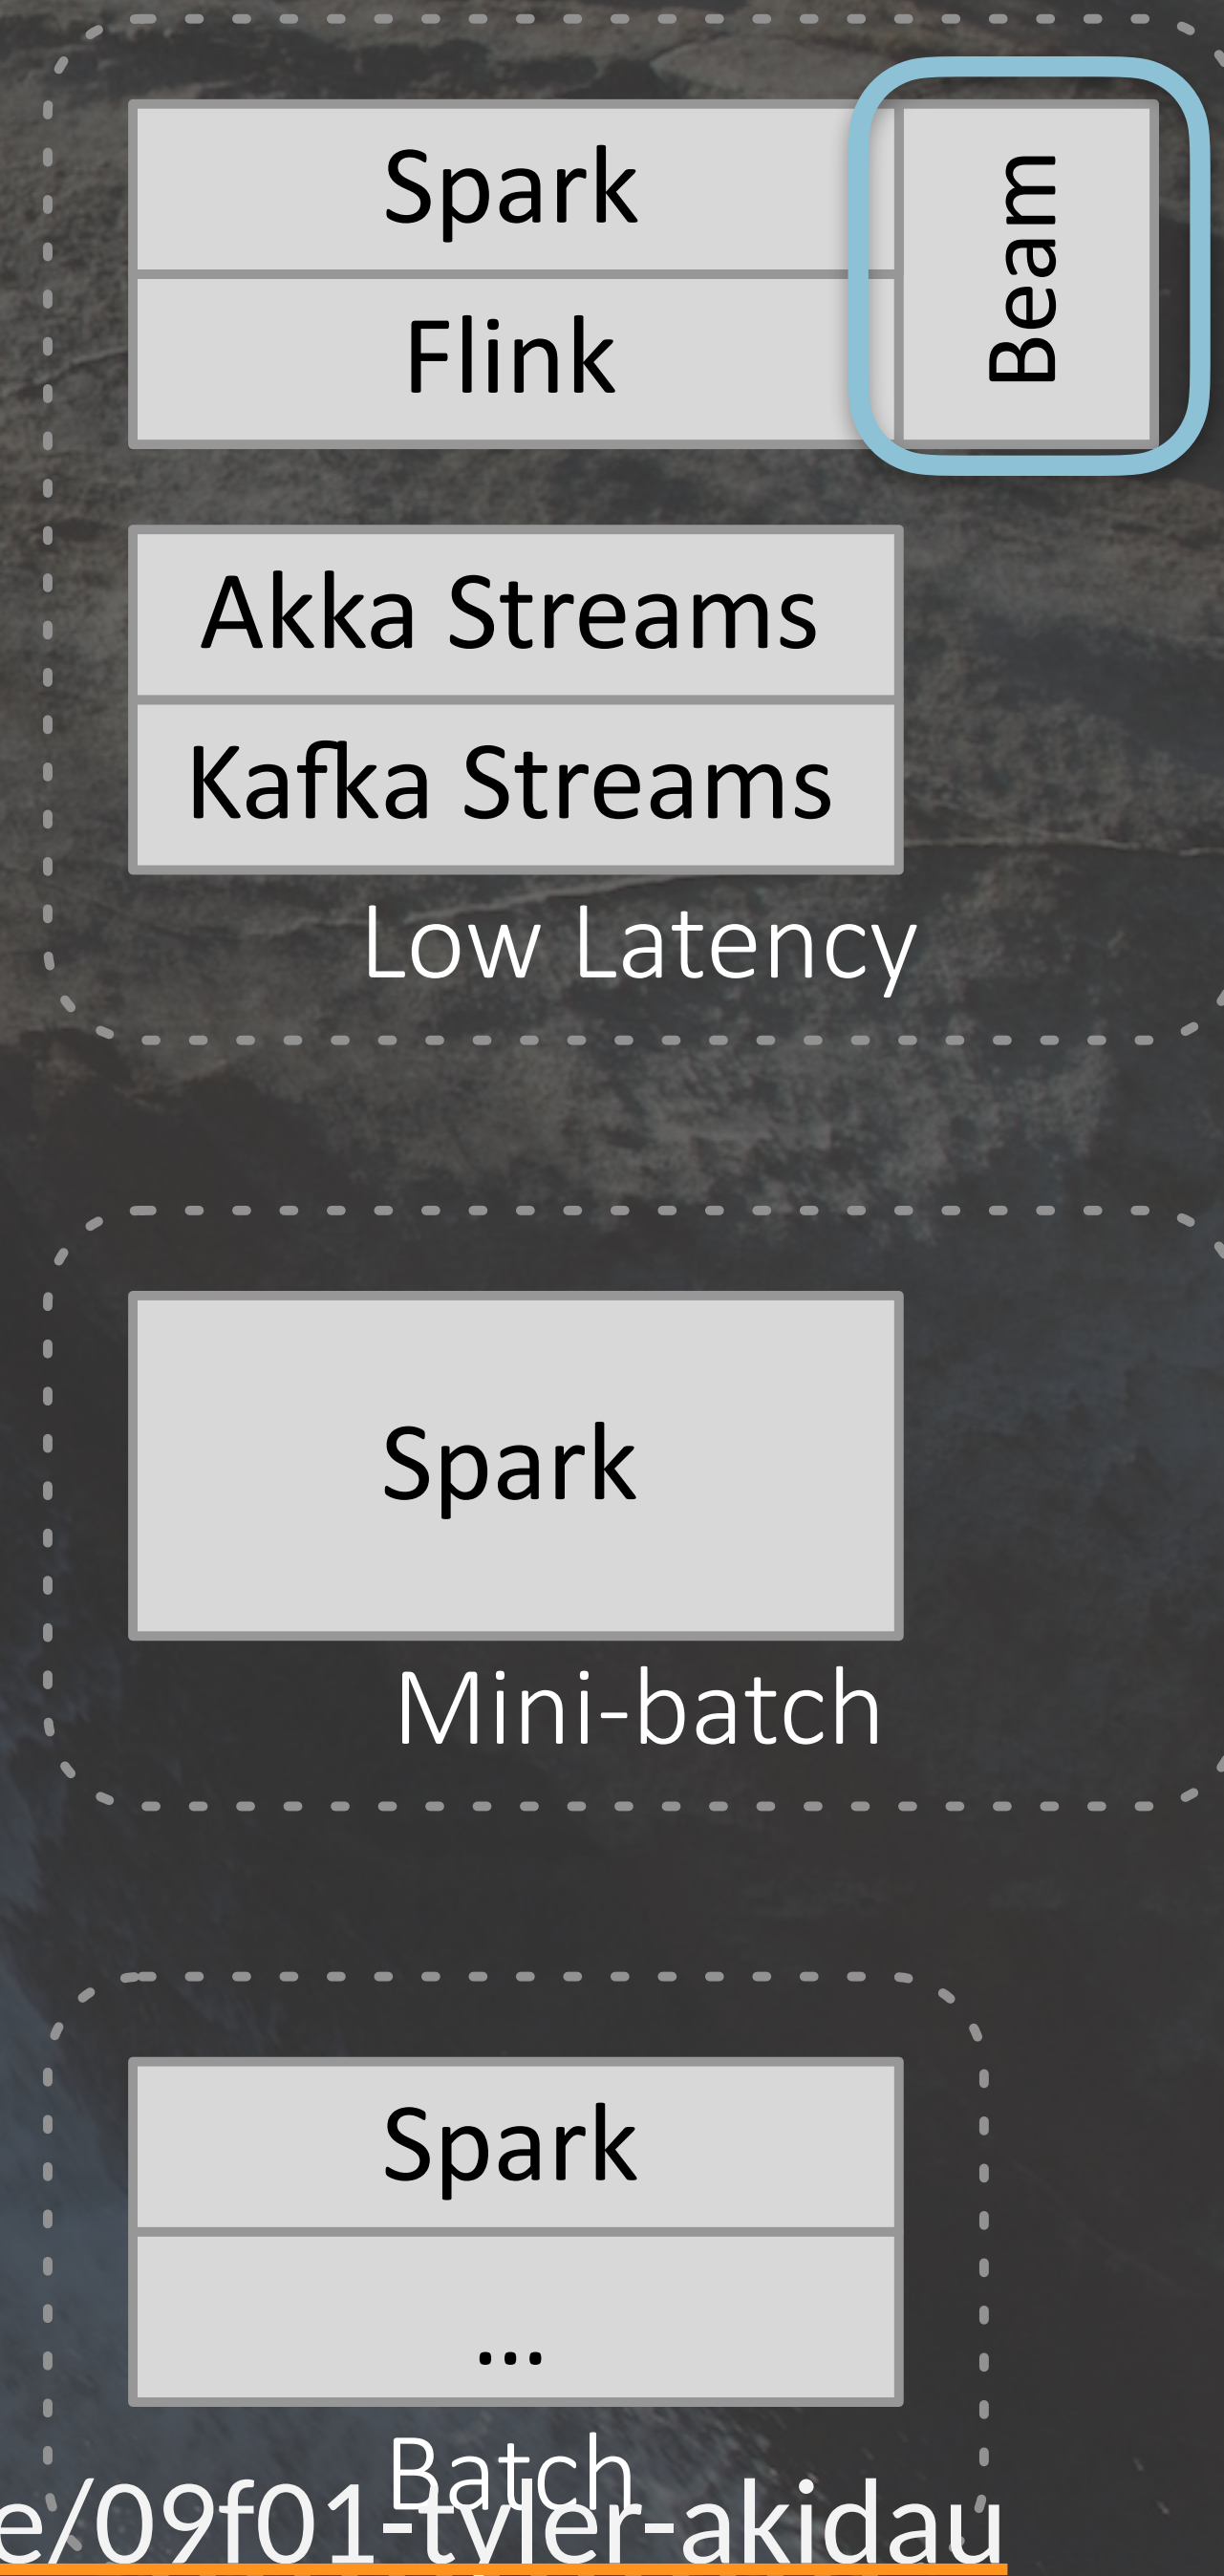 Spark
Flink
Beam
Akka Streams
Kafka Streams
Low Latency
Spark
Mini-batch
Spark
...
Batch
e/09f01-tyler-akidau